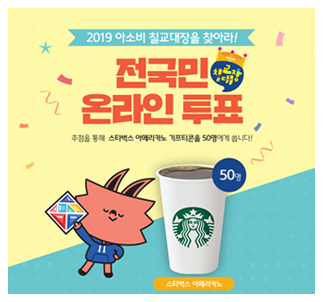 2019 아소비 칠교대장을 찾아라!
전국민
온라인 투표
추첨을 통해 스타벅스 아메리카노 기프티콘을 50명에게 쏩니다!
50명
스타벅스 아메리카노